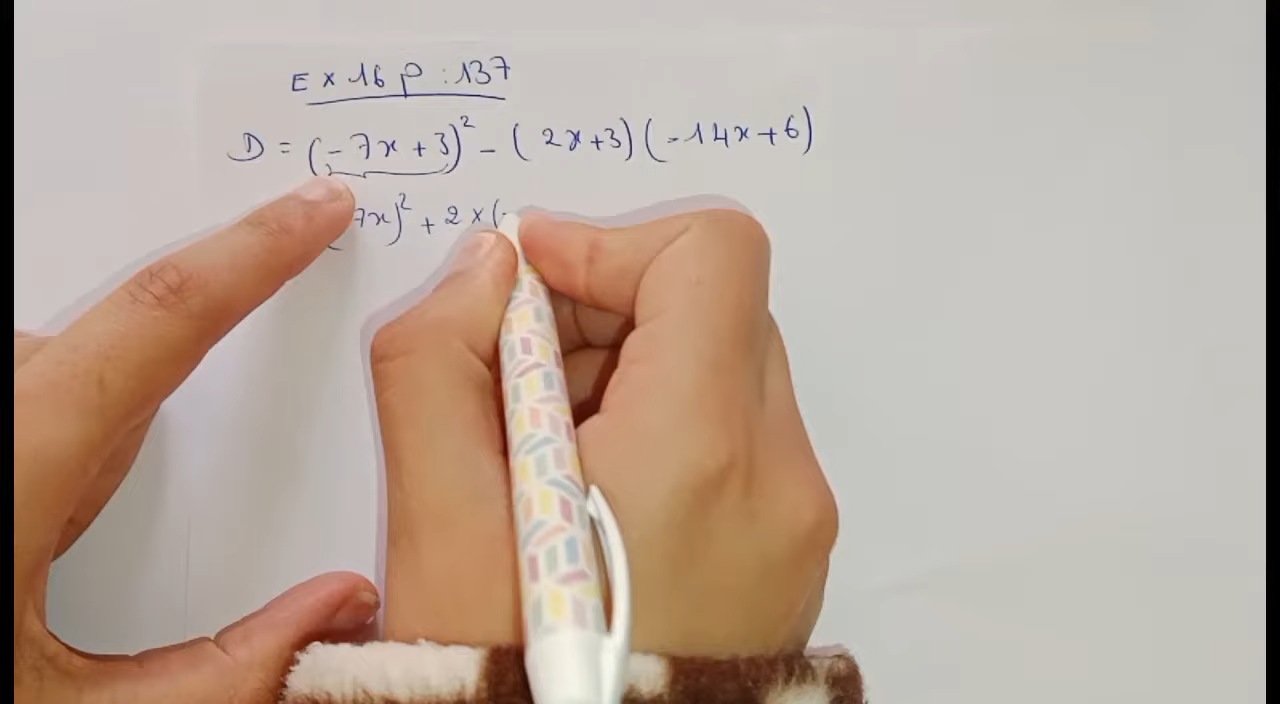 Ex 16 p : 137
D = (-7x + 3)² - (2x+3)(-14x+6)
7x)² + 2 × (-